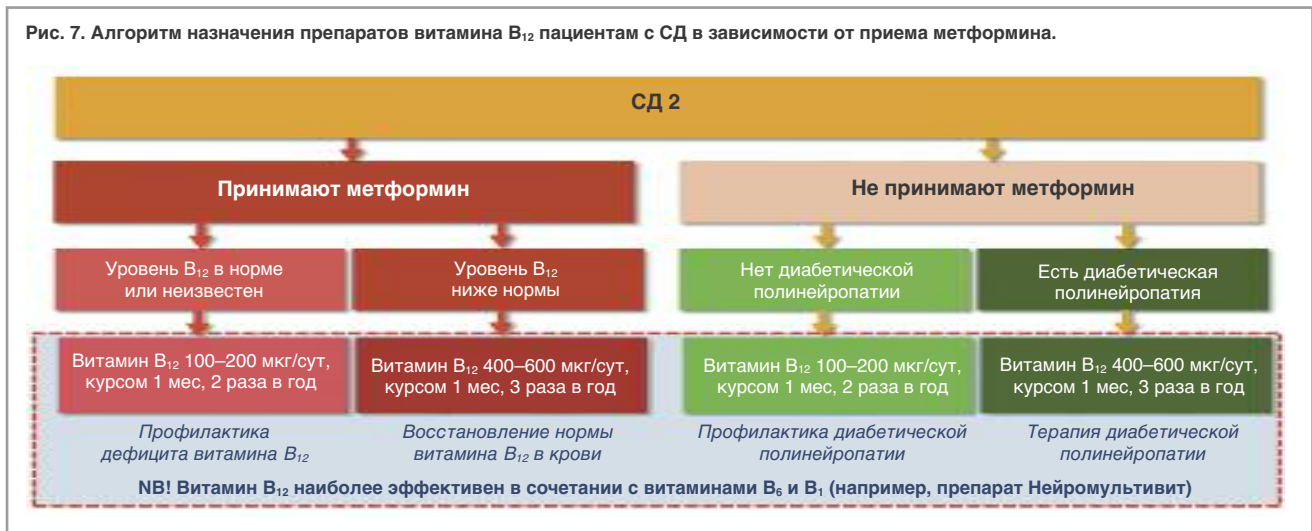 Рис. 7. Алгоритм назначения препаратов витамина B₁₂ пациентам с СД в зависимости от приема метформина.
СД 2
Принимают метформин
Не принимают метформин
Уровень B₁₂ в норме
или неизвестен
Уровень B₁₂
ниже нормы
Нет диабетической
полинейропатии
Есть диабетическая
полинейропатия
Витамин B₁₂ 100–200 мкг/сут,
курсом 1 мес, 2 раза в год
Витамин B₁₂ 400–600 мкг/сут,
курсом 1 мес, 3 раза в год
Витамин B₁₂ 100–200 мкг/сут,
курсом 1 мес, 2 раза в год
Витамин B₁₂ 400–600 мкг/сут,
курсом 1 мес, 3 раза в год
Профилактика
дефицита витамина B₁₂
Восстановление нормы
витамина B₁₂ в крови
Профилактика диабетической
полинейропатии
Терапия диабетической
полинейропатии
NB! Витамин B₁₂ наиболее эффективен в сочетании с витаминами B₆ и B₁ (например, препарат Нейромультивит)